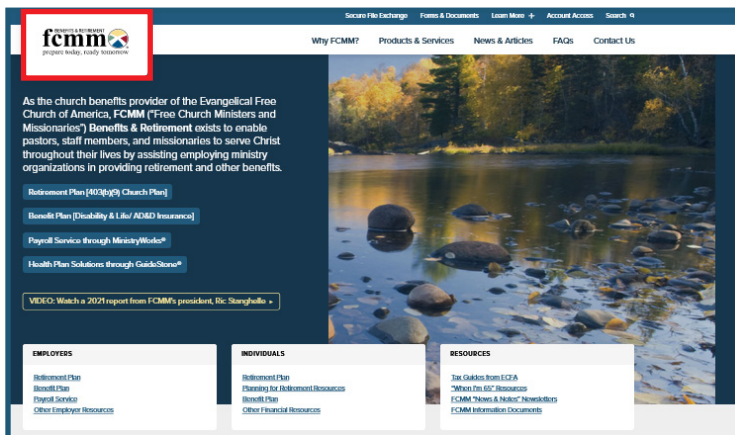 Secure File Exchange Forms & Documents Learn More + Account Access Search
BENEFITS & RETIREMENT
fcmm
prepare today, ready tomorrow
Why FCMM? Products & Services News & Articles FAQs Contact Us
As the church benefits provider of the Evangelical Free
Church of America, FCMM ("Free Church Ministers and
Missionaries") Benefits & Retirement exists to enable
pastors, staff members, and missionaries to serve Christ
throughout their lives by assisting employing ministry
organizations in providing retirement and other benefits.
Retirement Plan [403(b)(9) Church Plan]
Benefit Plan [Disability & Life/ AD&D Insurance]
Payroll Service through MinistryWorks®
Health Plan Solutions through GuideStone®
VIDEO: Watch a 2021 report from FCMM's president, Ric Stanghelle ▸
EMPLOYERS
Retirement Plan
Benefit Plan
Payroll Service
Other Employer Resources
INDIVIDUALS
Retirement Plan
Planning for Retirement Resources
Benefit Plan
Other Financial Resources
RESOURCES
Tax Guides from ECFA
"When I'm 65" Resources
FCMM "News & Notes" Newsletters
FCMM Information Documents